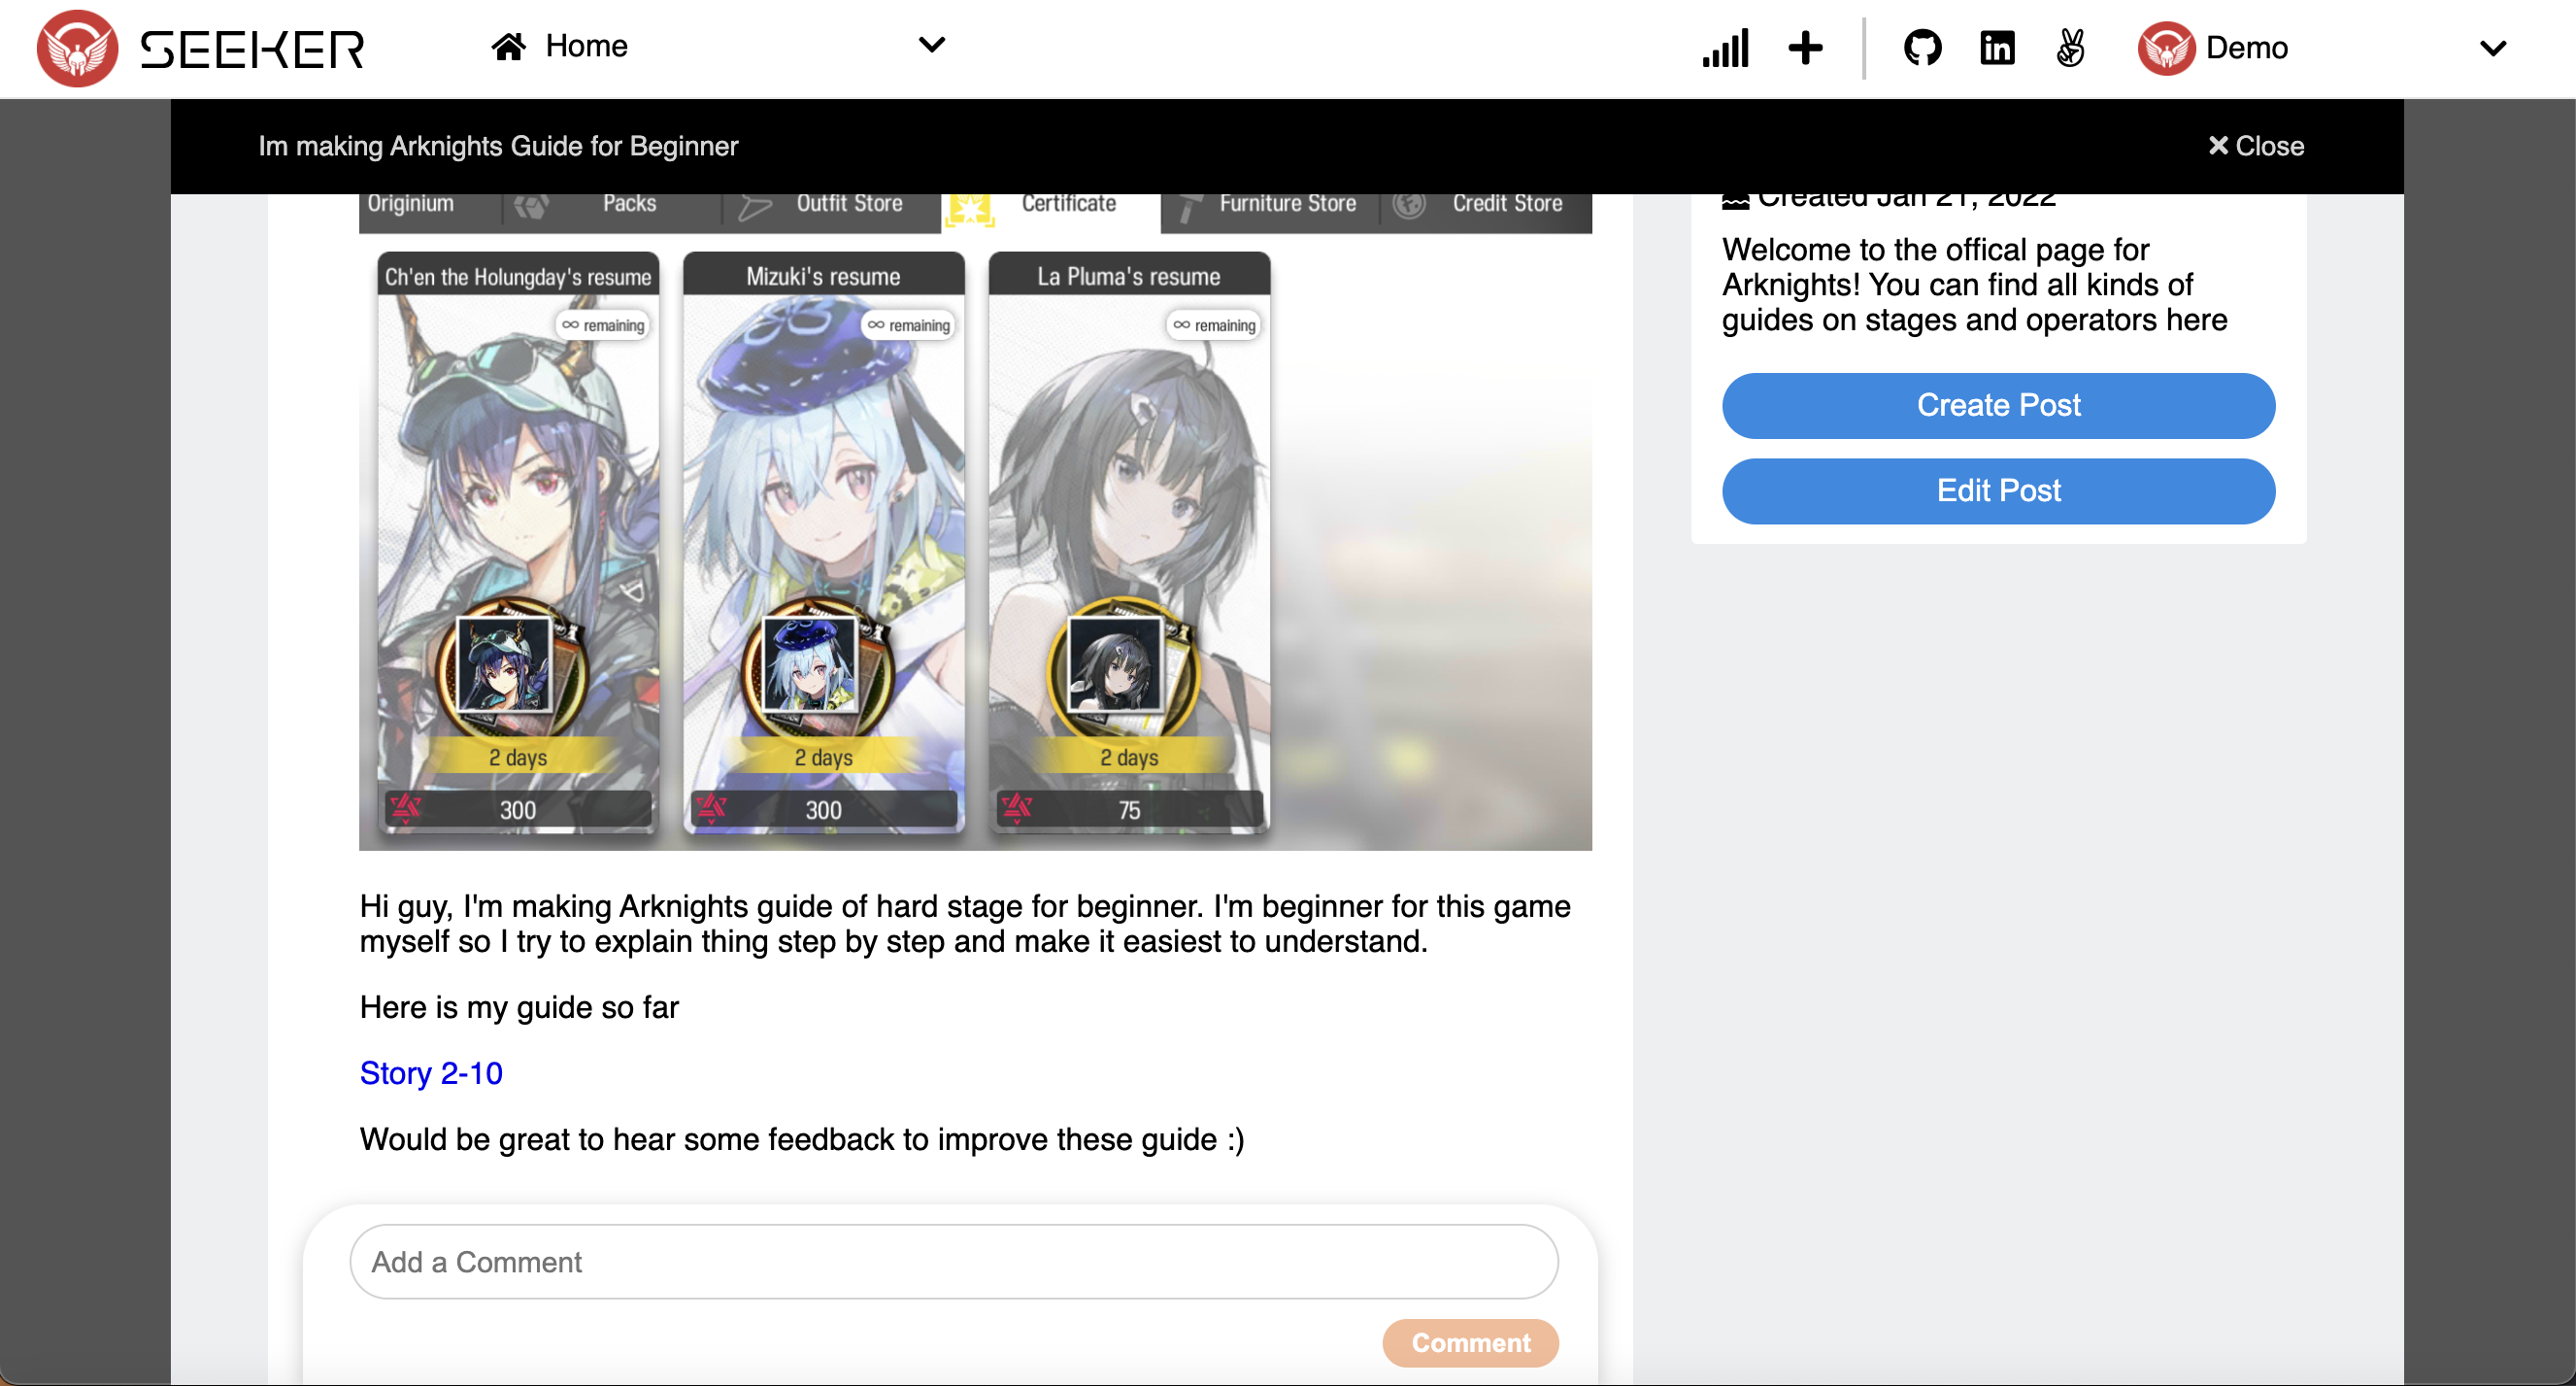 SEEKER
Home
Demo
Im making Arknights Guide for Beginner
Close
Originium
Packs
Outfit Store
Certificate
Furniture Store
Credit Store
Ch'en the Holungday's resume
Mizuki's resume
La Pluma's resume
∞ remaining
∞ remaining
∞ remaining
2 days
2 days
2 days
300
300
75
Hi guy, I'm making Arknights guide of hard stage for beginner. I'm beginner for this game
myself so I try to explain thing step by step and make it easiest to understand.
Here is my guide so far
Story 2-10
Would be great to hear some feedback to improve these guide :)
Add a Comment
Comment
Created Jan 21, 2022
Welcome to the offical page for
Arknights! You can find all kinds of
guides on stages and operators here
Create Post
Edit Post